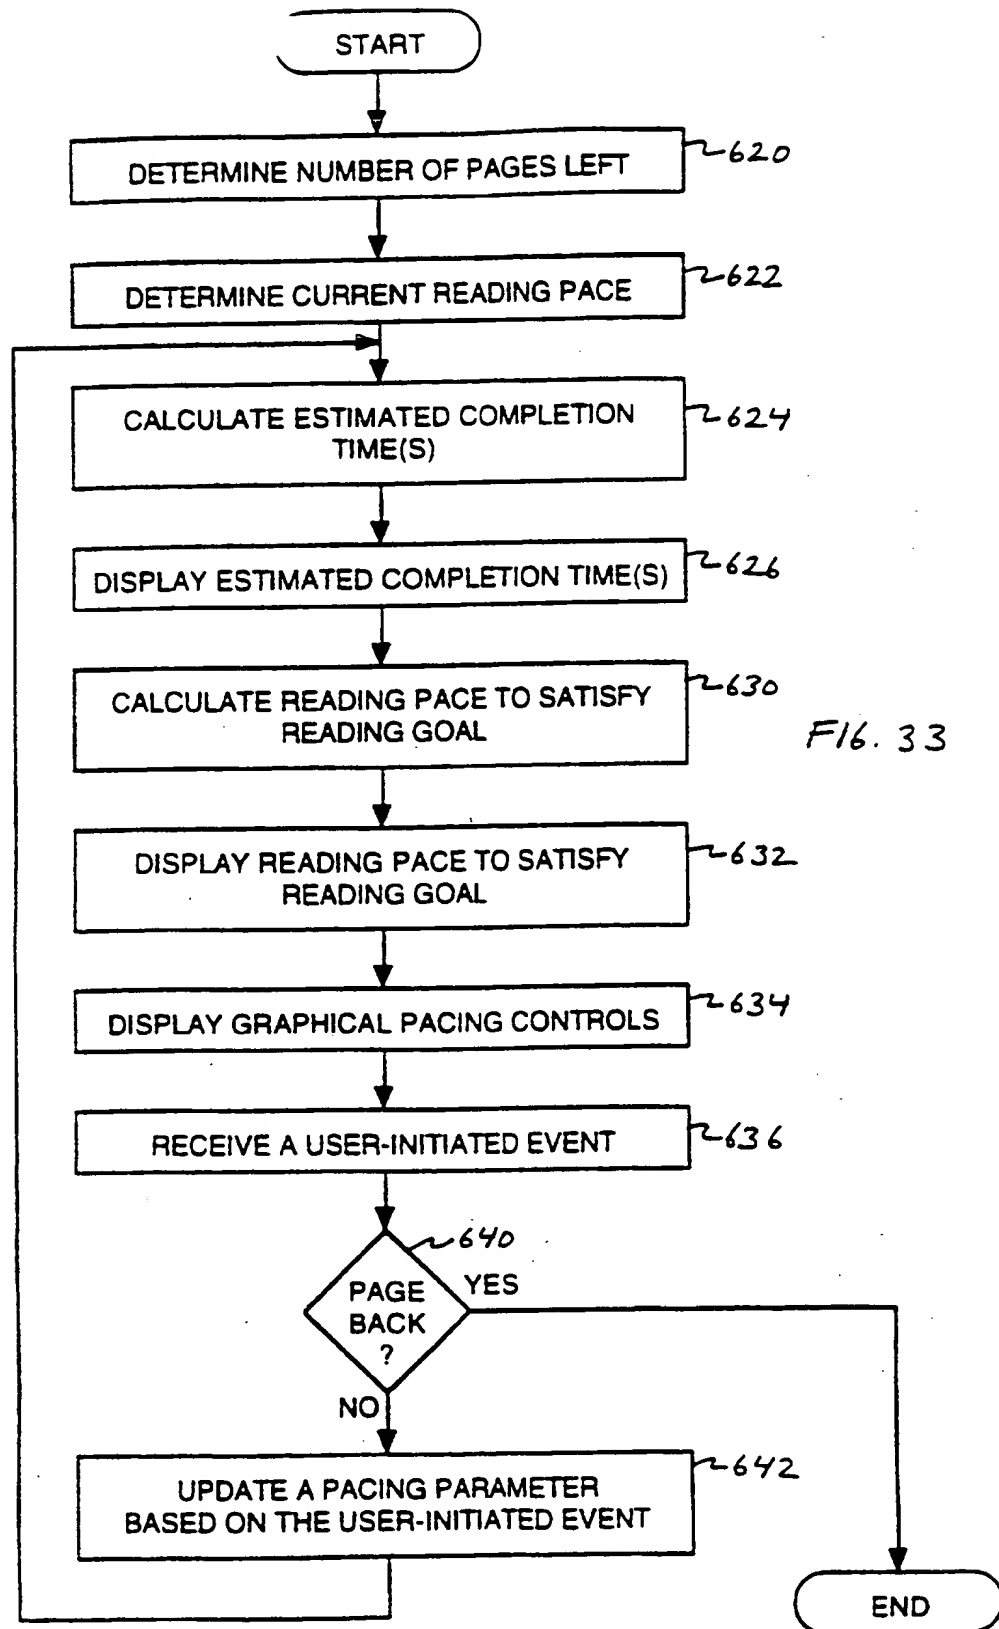 START
DETERMINE NUMBER OF PAGES LEFT
620
DETERMINE CURRENT READING PACE
622
CALCULATE ESTIMATED COMPLETION
TIME(S)
624
DISPLAY ESTIMATED COMPLETION TIME(S)
626
CALCULATE READING PACE TO SATISFY
READING GOAL
630
FIG. 33
DISPLAY READING PACE TO SATISFY
READING GOAL
632
DISPLAY GRAPHICAL PACING CONTROLS
634
RECEIVE A USER-INITIATED EVENT
636
640
PAGE
BACK
?
YES
NO
UPDATE A PACING PARAMETER
BASED ON THE USER-INITIATED EVENT
642
END